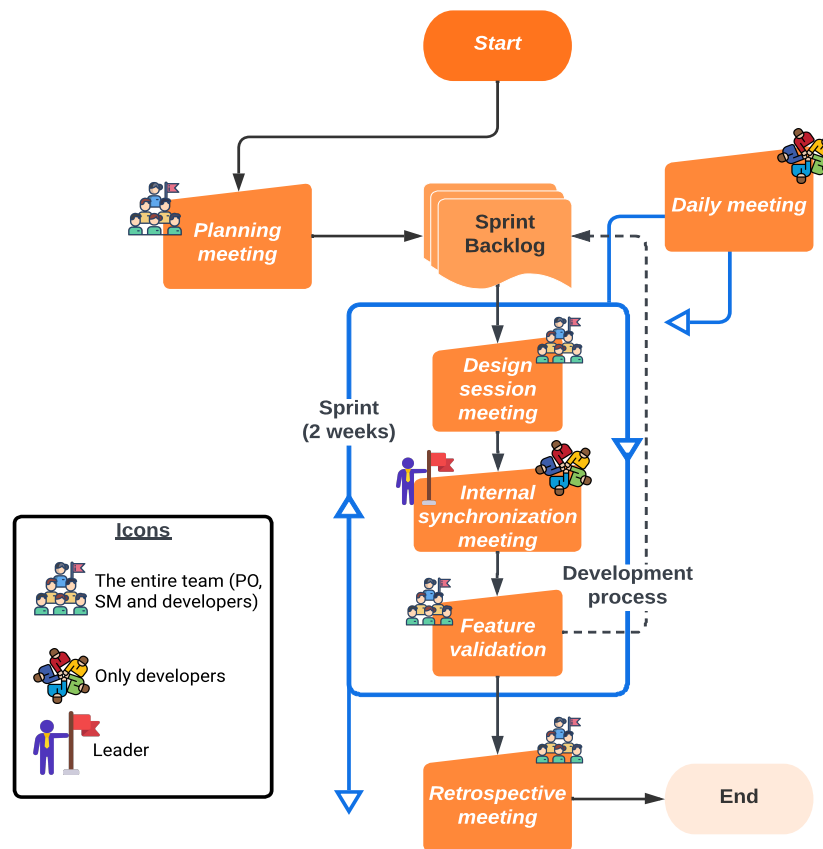 Start
Planning
meeting
Sprint
Backlog
Daily meeting
Design
session
meeting
Sprint
(2 weeks)
Internal
synchronization
meeting
Icons
The entire team (PO,
SM and developers)
Development
process
Feature
validation
Only developers
Leader
Retrospective
meeting
End